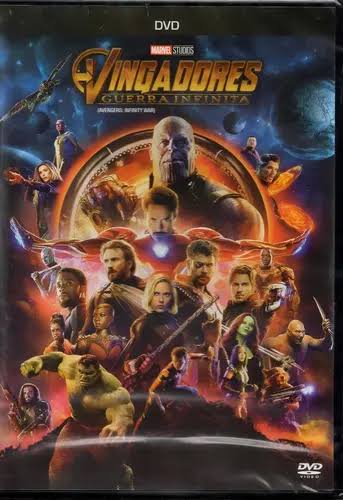 DVD
MARVEL STUDIOS
VINGADORES
GUERRA INFINITA
(AVENGERS: INFINITY WAR)
DVD
VIDEO